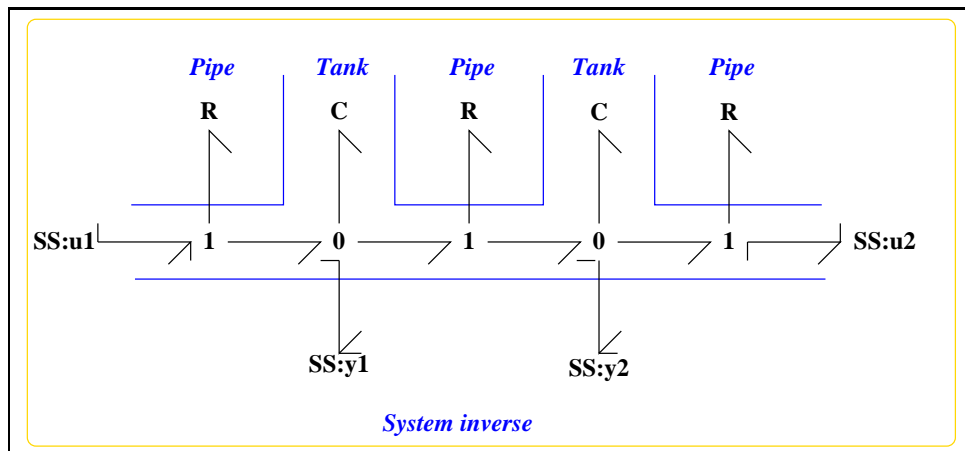 Pipe Tank Pipe Tank Pipe
R C R C R
SS:u1 1 0 1 0 1 SS:u2
SS:y1 SS:y2
System inverse